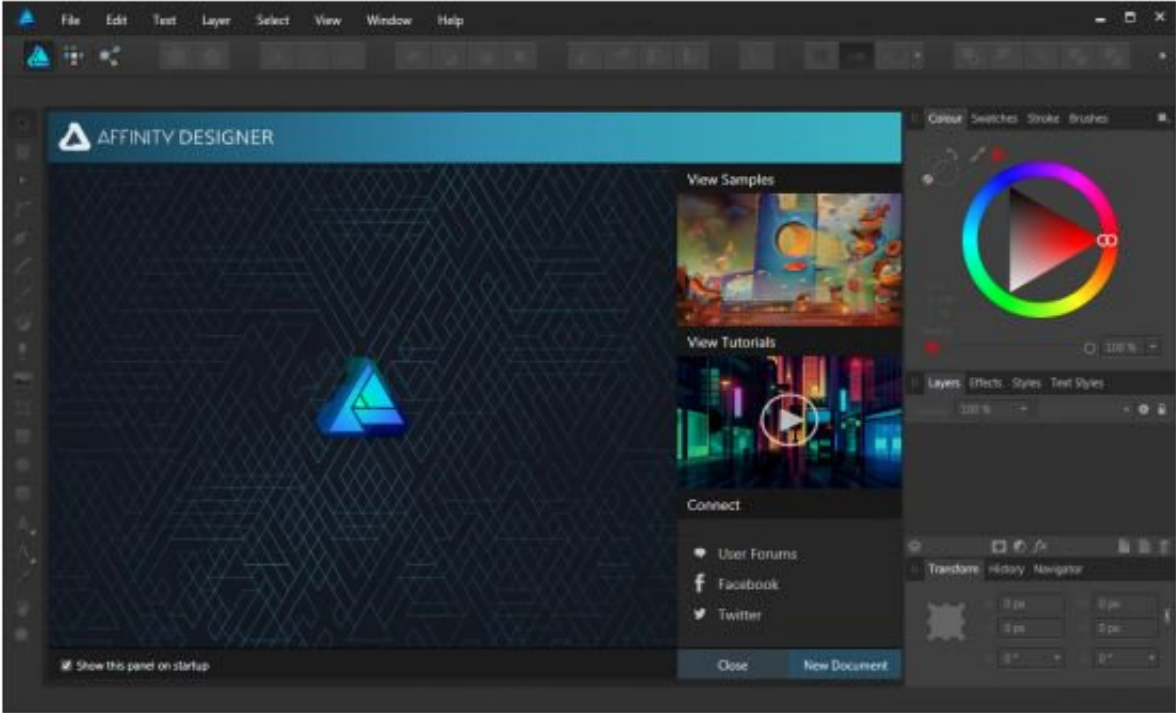 File Edit Text Layer Select View Window Help
AFFINITY DESIGNER
View Samples
View Tutorials
Connect
User Forums
Facebook
Twitter
Show this panel on startup
Close New Document
Colour Swatches Stroke Brushes
100 %
Layers Effects Styles Text Styles
100 %
fx
Transform History Navigator
0 px 0 px
0 px 0 px
0 ° 0 °